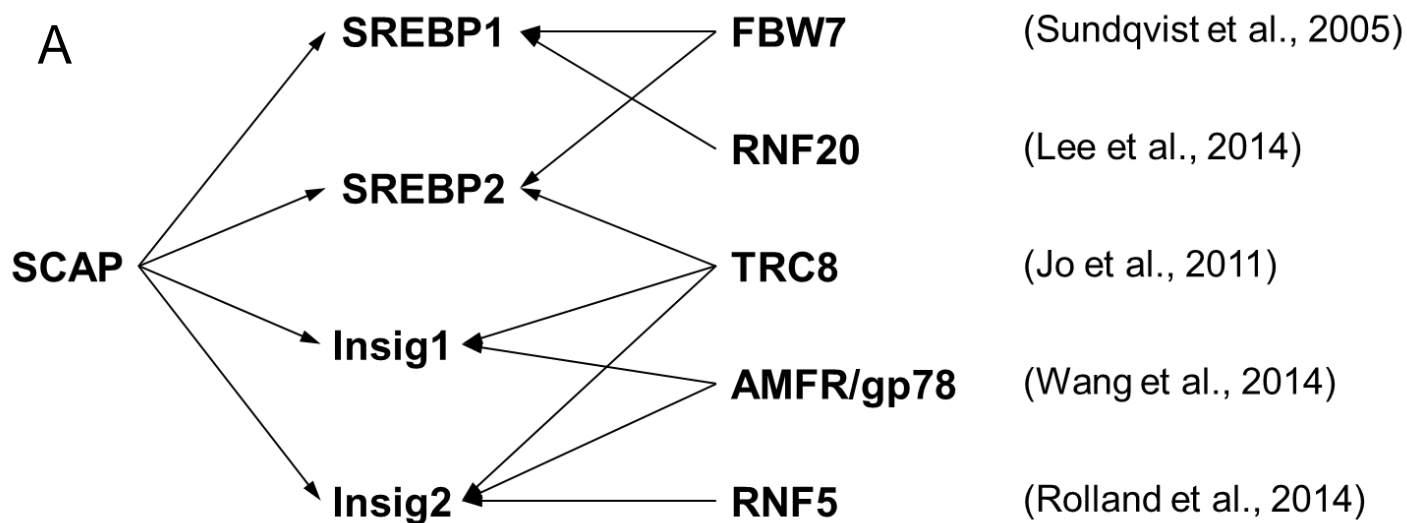 A
SREBP1 FBW7 (Sundqvist et al., 2005)
RNF20 (Lee et al., 2014)
SREBP2
SCAP TRC8 (Jo et al., 2011)
Insig1
AMFR/gp78 (Wang et al., 2014)
Insig2 RNF5 (Rolland et al., 2014)